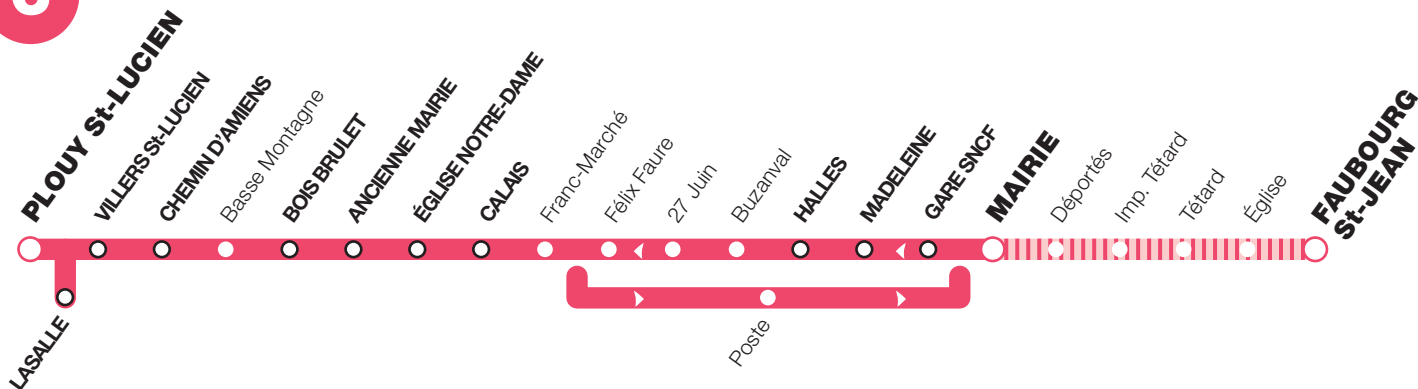 6
PLOUY St-LUCIEN
VILLERS St-LUCIEN
CHEMIN D'AMIENS
Basse Montagne
BOIS BRULET
ANCIENNE MAIRIE
ÉGLISE NOTRE-DAME
CALAIS
Franc-Marché
Félix Faure
27 Juin
Buzanval
HALLES
MADELEINE
GARE SNCF
MAIRIE
Déportés
Imp. Tétard
Tétard
Église
FAUBOURG
St-JEAN
LASALLE
Poste